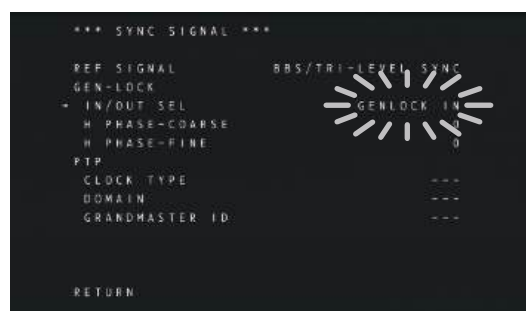 *** SYNC SIGNAL ***
REF SIGNAL BBS/TRI-LEVEL SYNC
GEN-LOCK
IN/OUT SEL GENLOCK IN
H PHASE-COARSE 0
H PHASE-FINE 0
PTP
CLOCK TYPE ---
DOMAIN ---
GRANDMASTER ID ---
RETURN